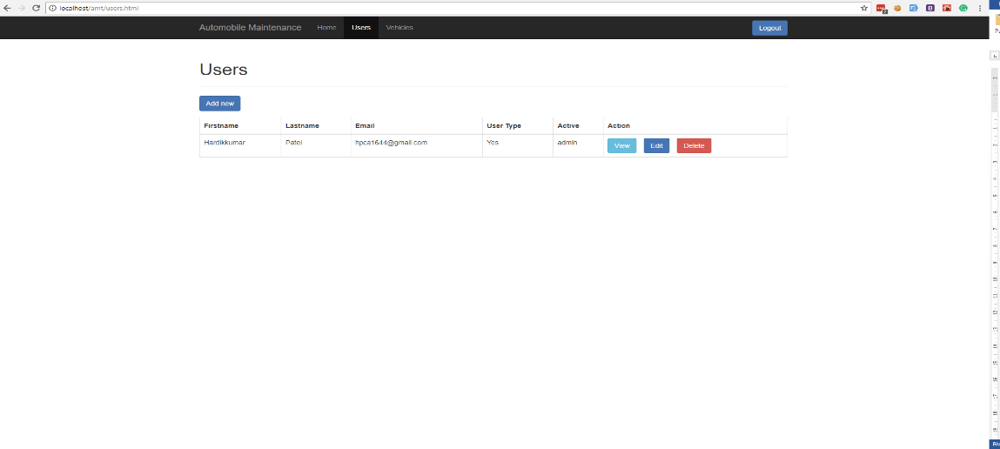 localhost/amt/users.html
Automobile Maintenance Home Users Vehicles Logout
Users
Add new
Firstname Lastname Email User Type Active Action
Hardikkumar Patel hpca1644@gmail.com Yes admin View Edit Delete